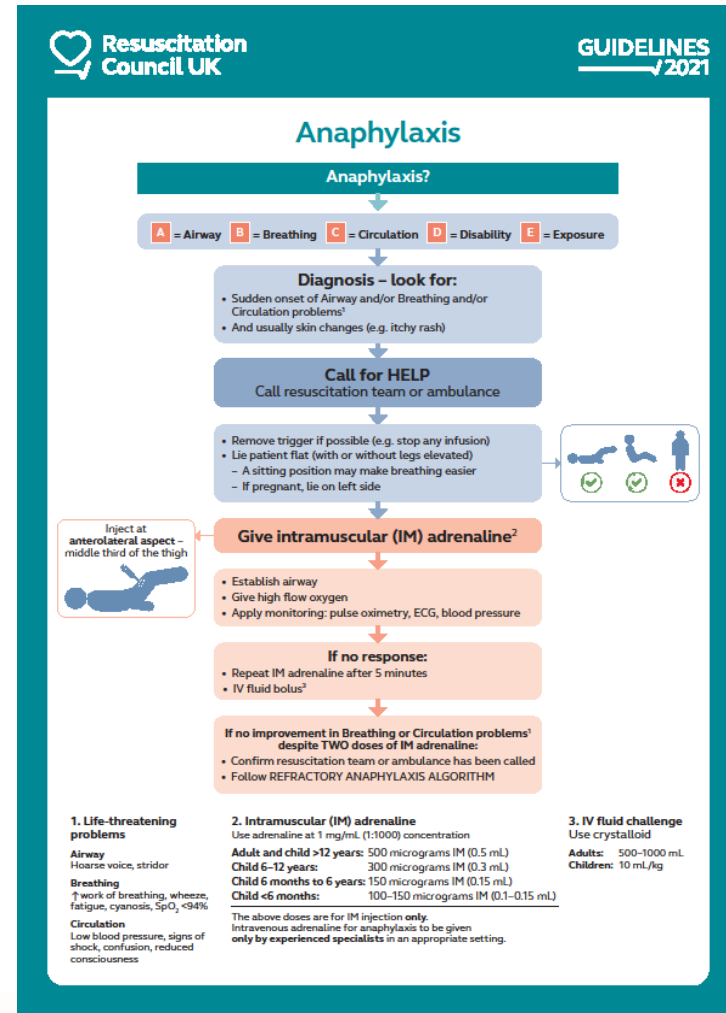 Resuscitation
Council UK
GUIDELINES
2021
Anaphylaxis
Anaphylaxis?
A = Airway B = Breathing C = Circulation D = Disability E = Exposure
Diagnosis – look for:
• Sudden onset of Airway and/or Breathing and/or
Circulation problems¹
• And usually skin changes (e.g. itchy rash)
Call for HELP
Call resuscitation team or ambulance
• Remove trigger if possible (e.g. stop any infusion)
• Lie patient flat (with or without legs elevated)
– A sitting position may make breathing easier
– If pregnant, lie on left side
Inject at
anterolateral aspect –
middle third of the thigh
Give intramuscular (IM) adrenaline²
• Establish airway
• Give high flow oxygen
• Apply monitoring: pulse oximetry, ECG, blood pressure
If no response:
• Repeat IM adrenaline after 5 minutes
• IV fluid bolus³
If no improvement in Breathing or Circulation problems¹
despite TWO doses of IM adrenaline:
• Confirm resuscitation team or ambulance has been called
• Follow REFRACTORY ANAPHYLAXIS ALGORITHM
1. Life-threatening
problems
Airway
Hoarse voice, stridor
Breathing
↑work of breathing, wheeze,
fatigue, cyanosis, SpO₂ <94%
Circulation
Low blood pressure, signs of
shock, confusion, reduced
consciousness
2. Intramuscular (IM) adrenaline
Use adrenaline at 1 mg/mL (1:1000) concentration
Adult and child >12 years: 500 micrograms IM (0.5 mL)
Child 6–12 years: 300 micrograms IM (0.3 mL)
Child 6 months to 6 years: 150 micrograms IM (0.15 mL)
Child <6 months: 100–150 micrograms IM (0.1–0.15 mL)
The above doses are for IM injection only.
Intravenous adrenaline for anaphylaxis to be given
only by experienced specialists in an appropriate setting.
3. IV fluid challenge
Use crystalloid
Adults: 500–1000 mL
Children: 10 mL/kg